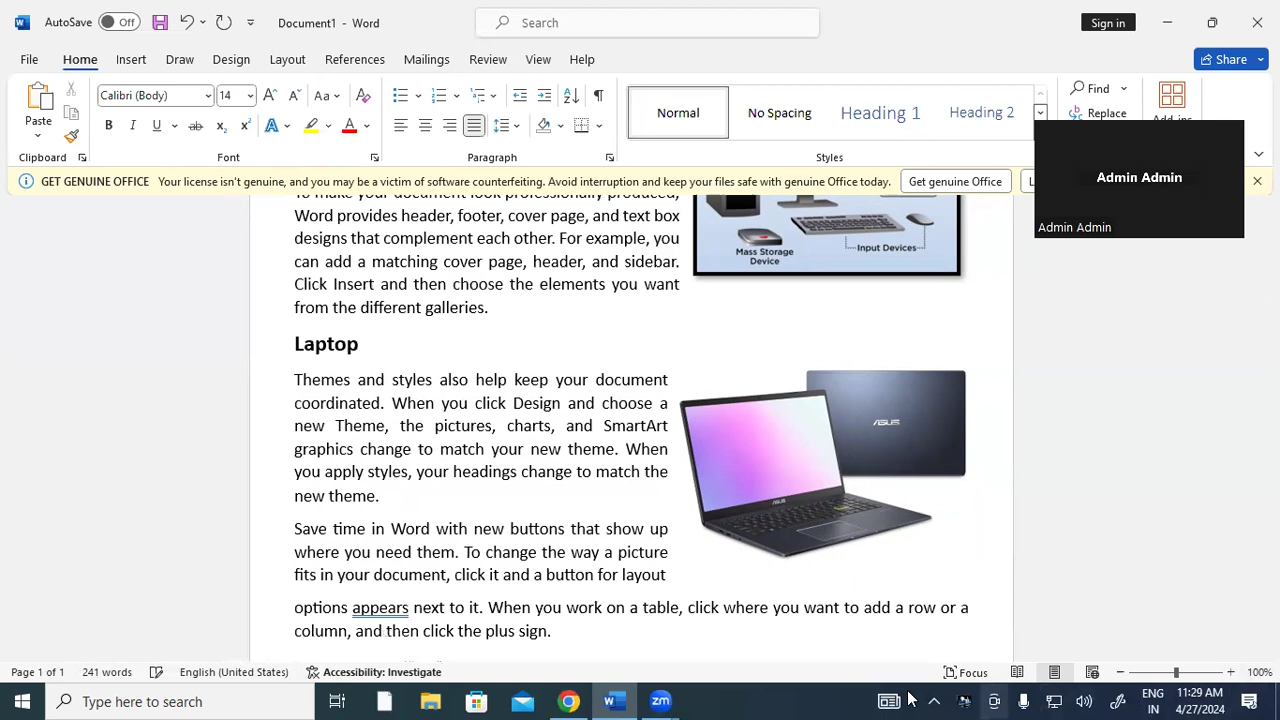 AutoSave Off Document1 - Word Search Sign in
File Home Insert Draw Design Layout References Mailings Review View Help Share
Paste Calibri (Body) 14 Aa Normal No Spacing Heading 1 Heading 2 Find
Replace
Clipboard Font Paragraph Styles
GET GENUINE OFFICE Your license isn't genuine, and you may be a victim of software counterfeiting. Avoid interruption and keep your files safe with genuine Office today. Get genuine Office
Admin Admin
Admin Admin
Word provides header, footer, cover page, and text box
designs that complement each other. For example, you
can add a matching cover page, header, and sidebar.
Click Insert and then choose the elements you want
from the different galleries.
Mass Storage
Device
Input Devices
Laptop
Themes and styles also help keep your document
coordinated. When you click Design and choose a
new Theme, the pictures, charts, and SmartArt
graphics change to match your new theme. When
you apply styles, your headings change to match the
new theme.
ASUS
ASUS
Save time in Word with new buttons that show up
where you need them. To change the way a picture
fits in your document, click it and a button for layout
options appears next to it. When you work on a table, click where you want to add a row or a
column, and then click the plus sign.
Page 1 of 1 241 words English (United States) Accessibility: Investigate Focus 100%
Type here to search zm ENG IN 11:29 AM 4/27/2024